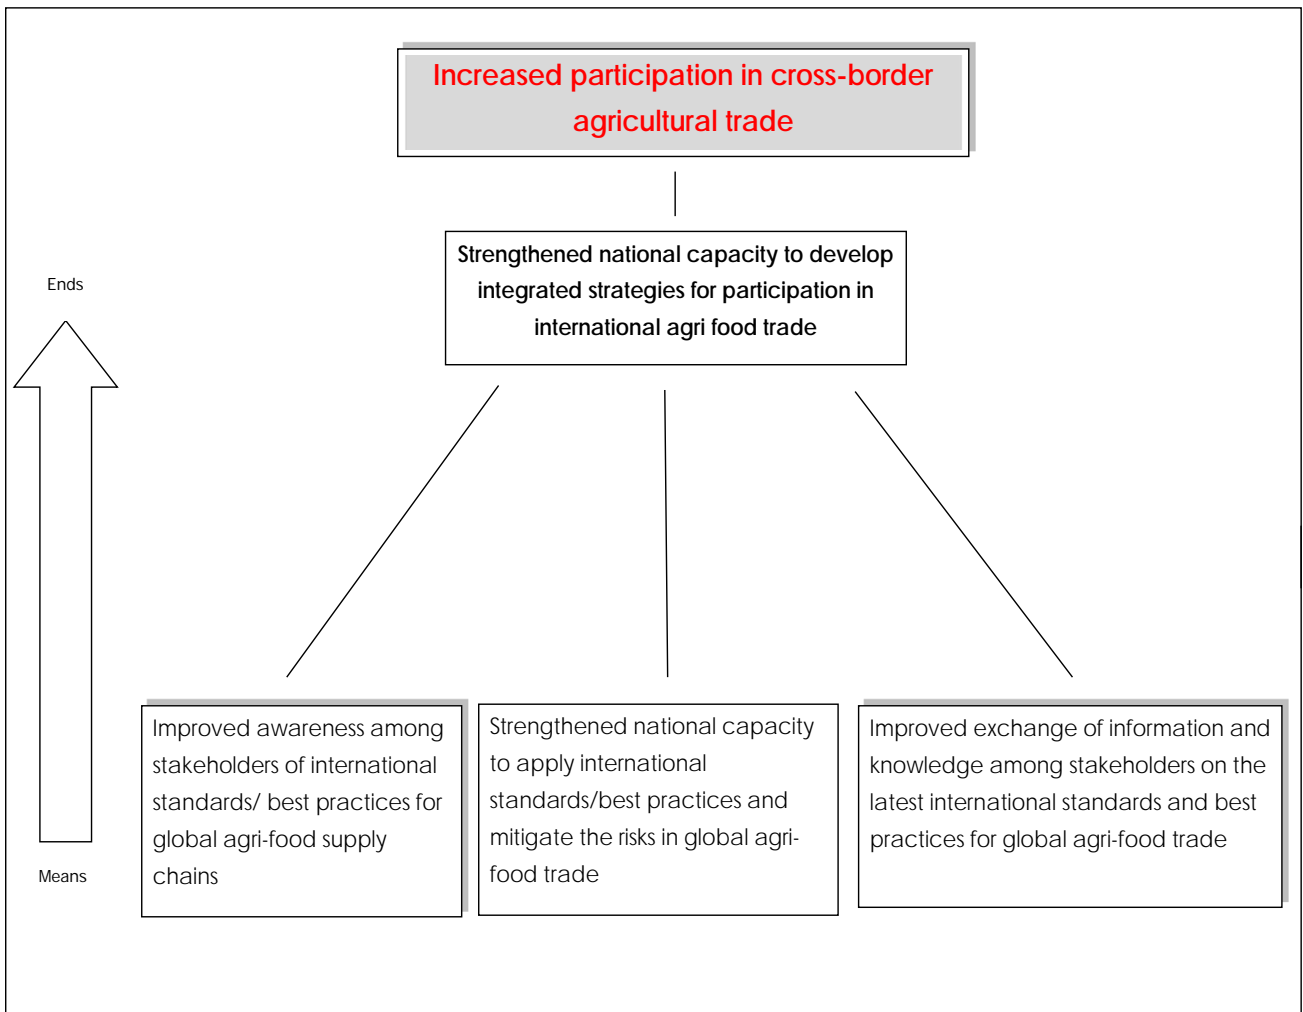 Increased participation in cross-border
agricultural trade
Strengthened national capacity to develop
integrated strategies for participation in
international agri food trade
Ends
Means
Improved awareness among
stakeholders of international
standards/ best practices for
global agri-food supply
chains
Strengthened national capacity
to apply international
standards/best practices and
mitigate the risks in global agri-
food trade
Improved exchange of information and
knowledge among stakeholders on the
latest international standards and best
practices for global agri-food trade